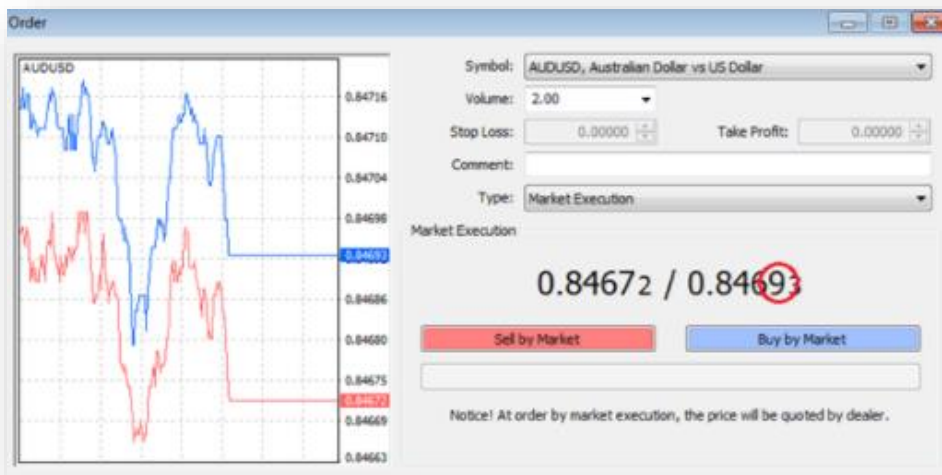 Order
AUDUSD
0.84716
0.84710
0.84704
0.84698
0.84693
0.84686
0.84680
0.84675
0.84672
0.84669
0.84663
Symbol: AUDUSD, Australian Dollar vs US Dollar
Volume: 2.00
Stop Loss: 0.00000 Take Profit: 0.00000
Comment:
Type: Market Execution
Market Execution
0.84672 / 0.84693
Sell by Market Buy by Market
Notice! At order by market execution, the price will be quoted by dealer.